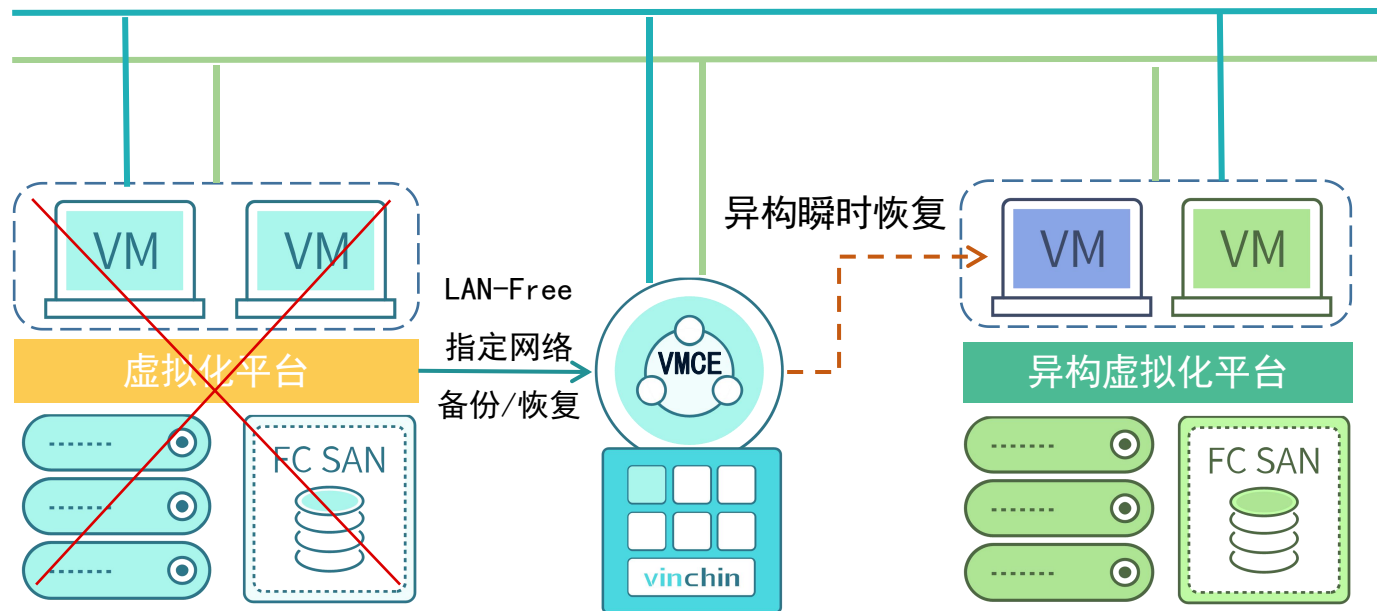 VM
VM
虚拟化平台
FC SAN
LAN-Free
指定网络
备份/恢复
VMCE
vinchin
异构瞬时恢复
VM
VM
异构虚拟化平台
FC SAN